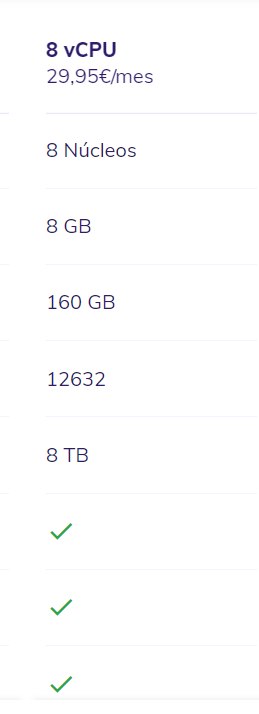 8 vCPU
29,95€/mes
8 Núcleos
8 GB
160 GB
12632
8 TB